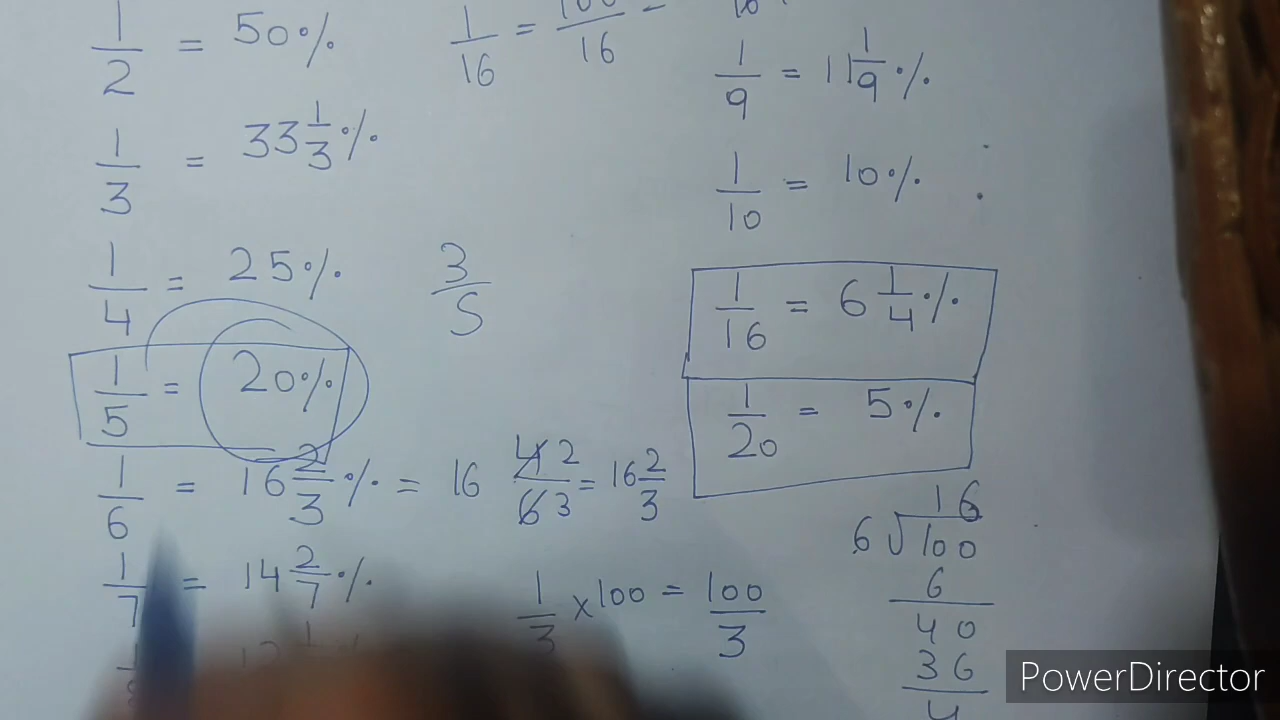 1/2 = 50%
1/3 = 33 1/3 %
1/4 = 25%
1/5 = 20%
1/6 = 16 2/3 % = 16 4/6 2/3 = 16 2/3
1/7 = 14 2/7 %
1/16 = 100/16 =
3/5
1/3 × 100 = 100/3
1/9 = 11 1/9 %
1/10 = 10%
1/16 = 6 1/4 %
1/20 = 5%
16
6 √100
6
40
36
4
PowerDirector